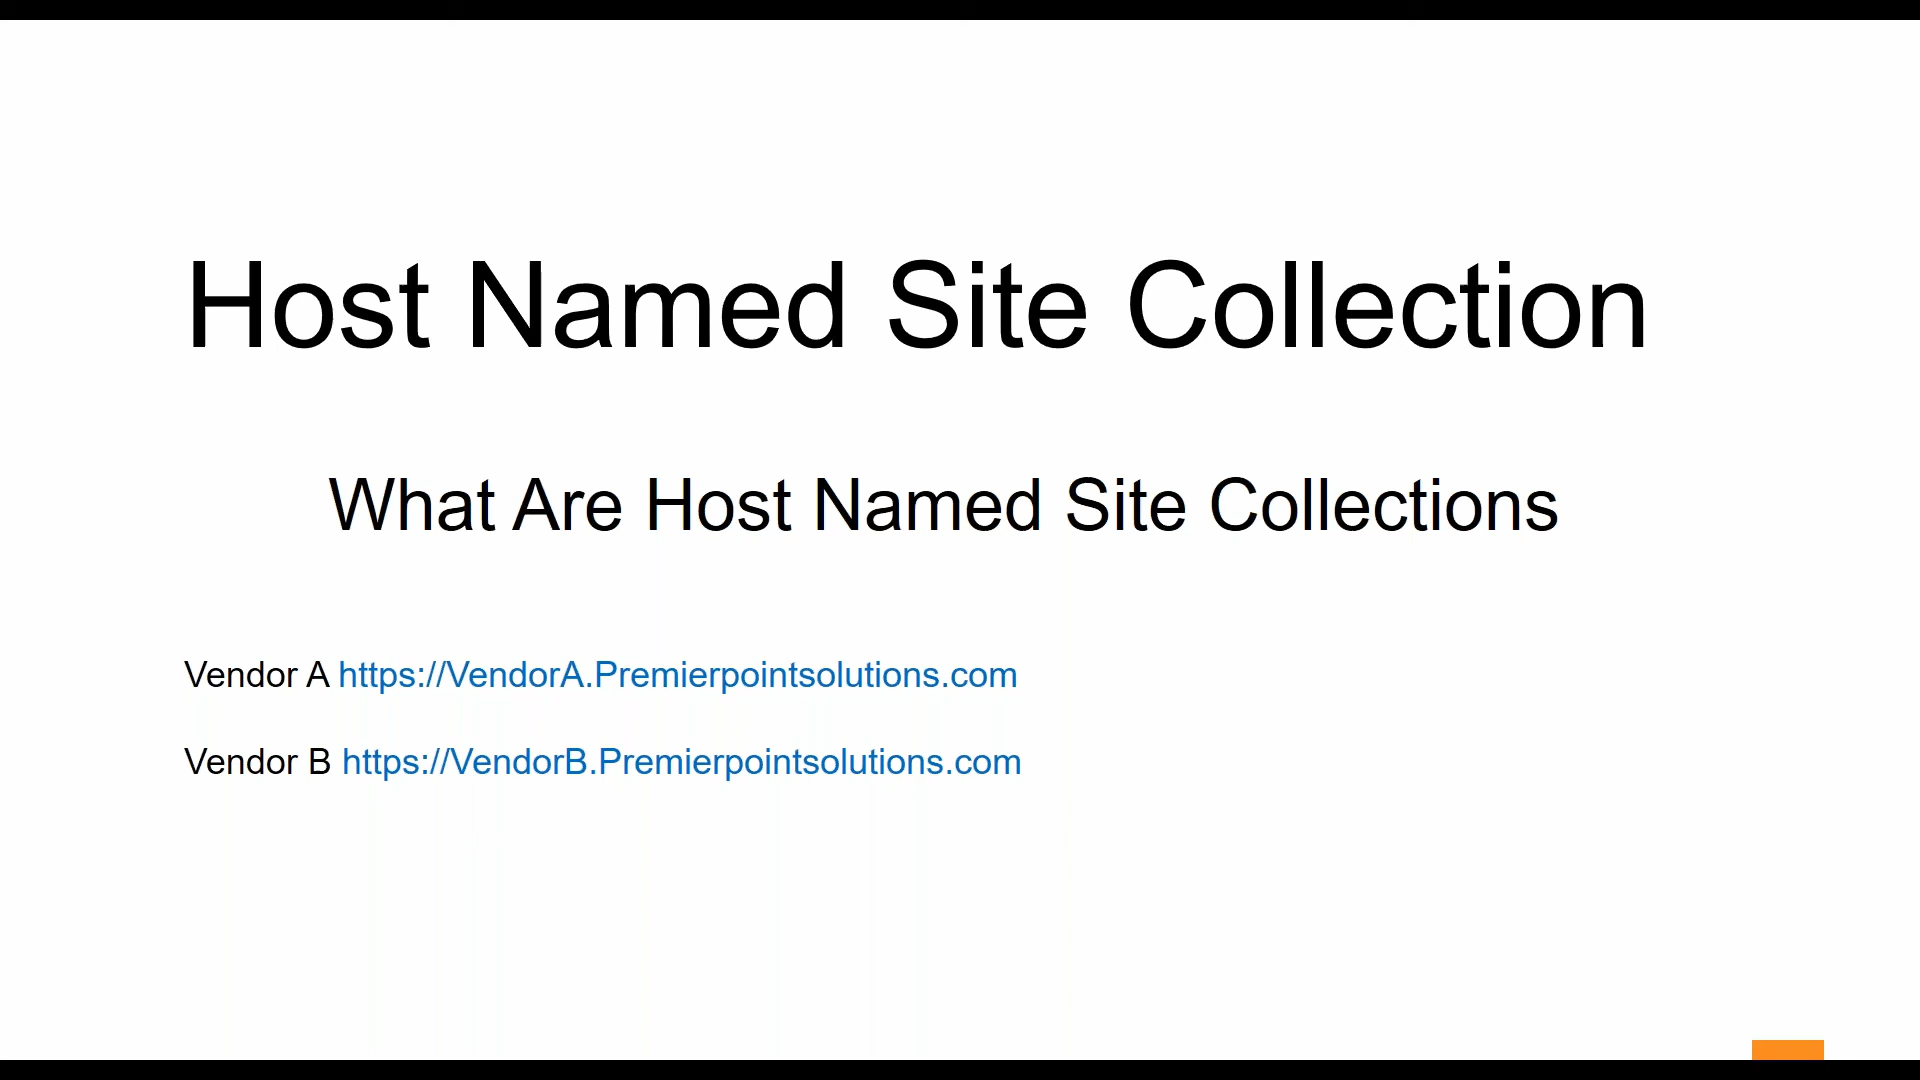 Host Named Site Collection
What Are Host Named Site Collections
Vendor A https://VendorA.Premierpointsolutions.com
Vendor B https://VendorB.Premierpointsolutions.com